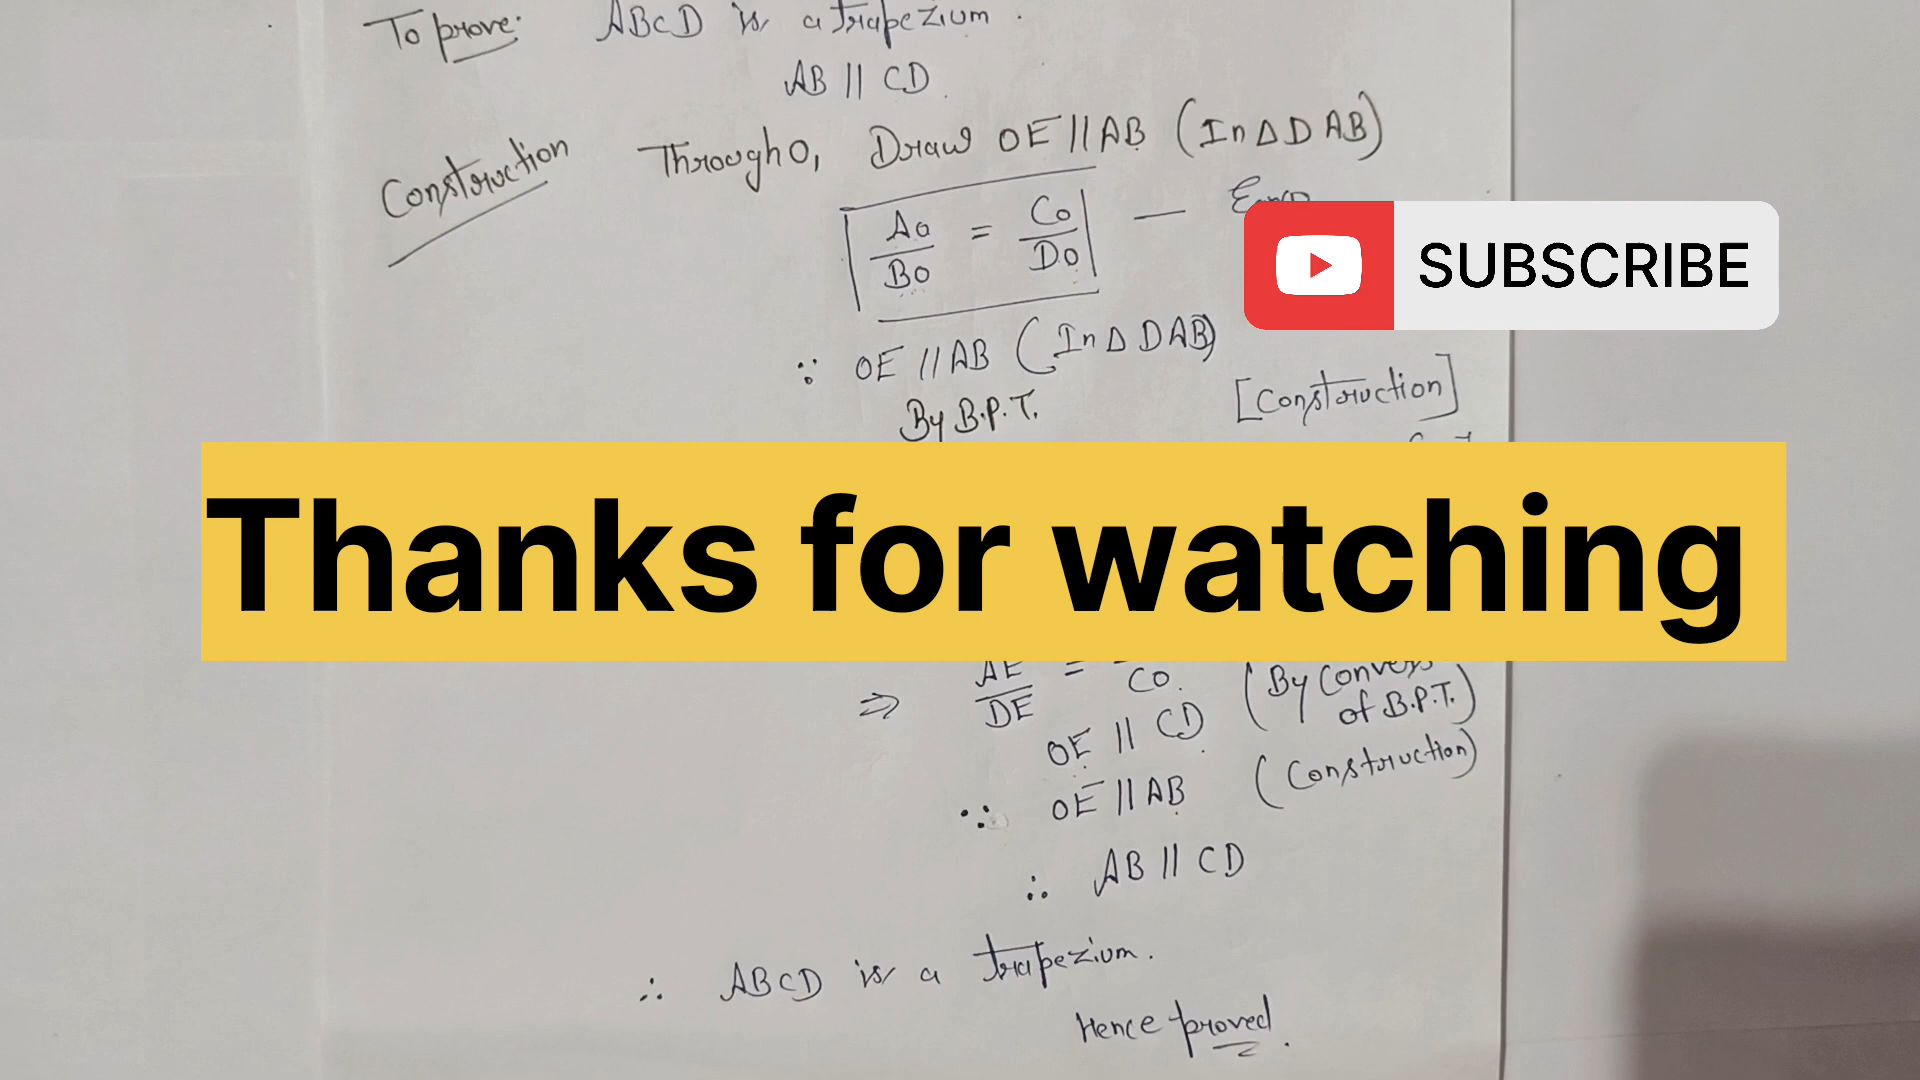 To prove: ABCD is a trapezium.
AB || CD
Construction Through O, Draw OE || AB (In Δ DAB)
AO/BO = CO/DO —
SUBSCRIBE
∵ OE || AB (In Δ DAB)
[Construction]
By B.P.T.
Thanks for watching
⇒ AE/DE = CO. (By Convers of B.P.T.)
OE || CD
∵ OE || AB (Construction)
∴ AB || CD
∴ ABCD is a trapezium.
Hence proved.